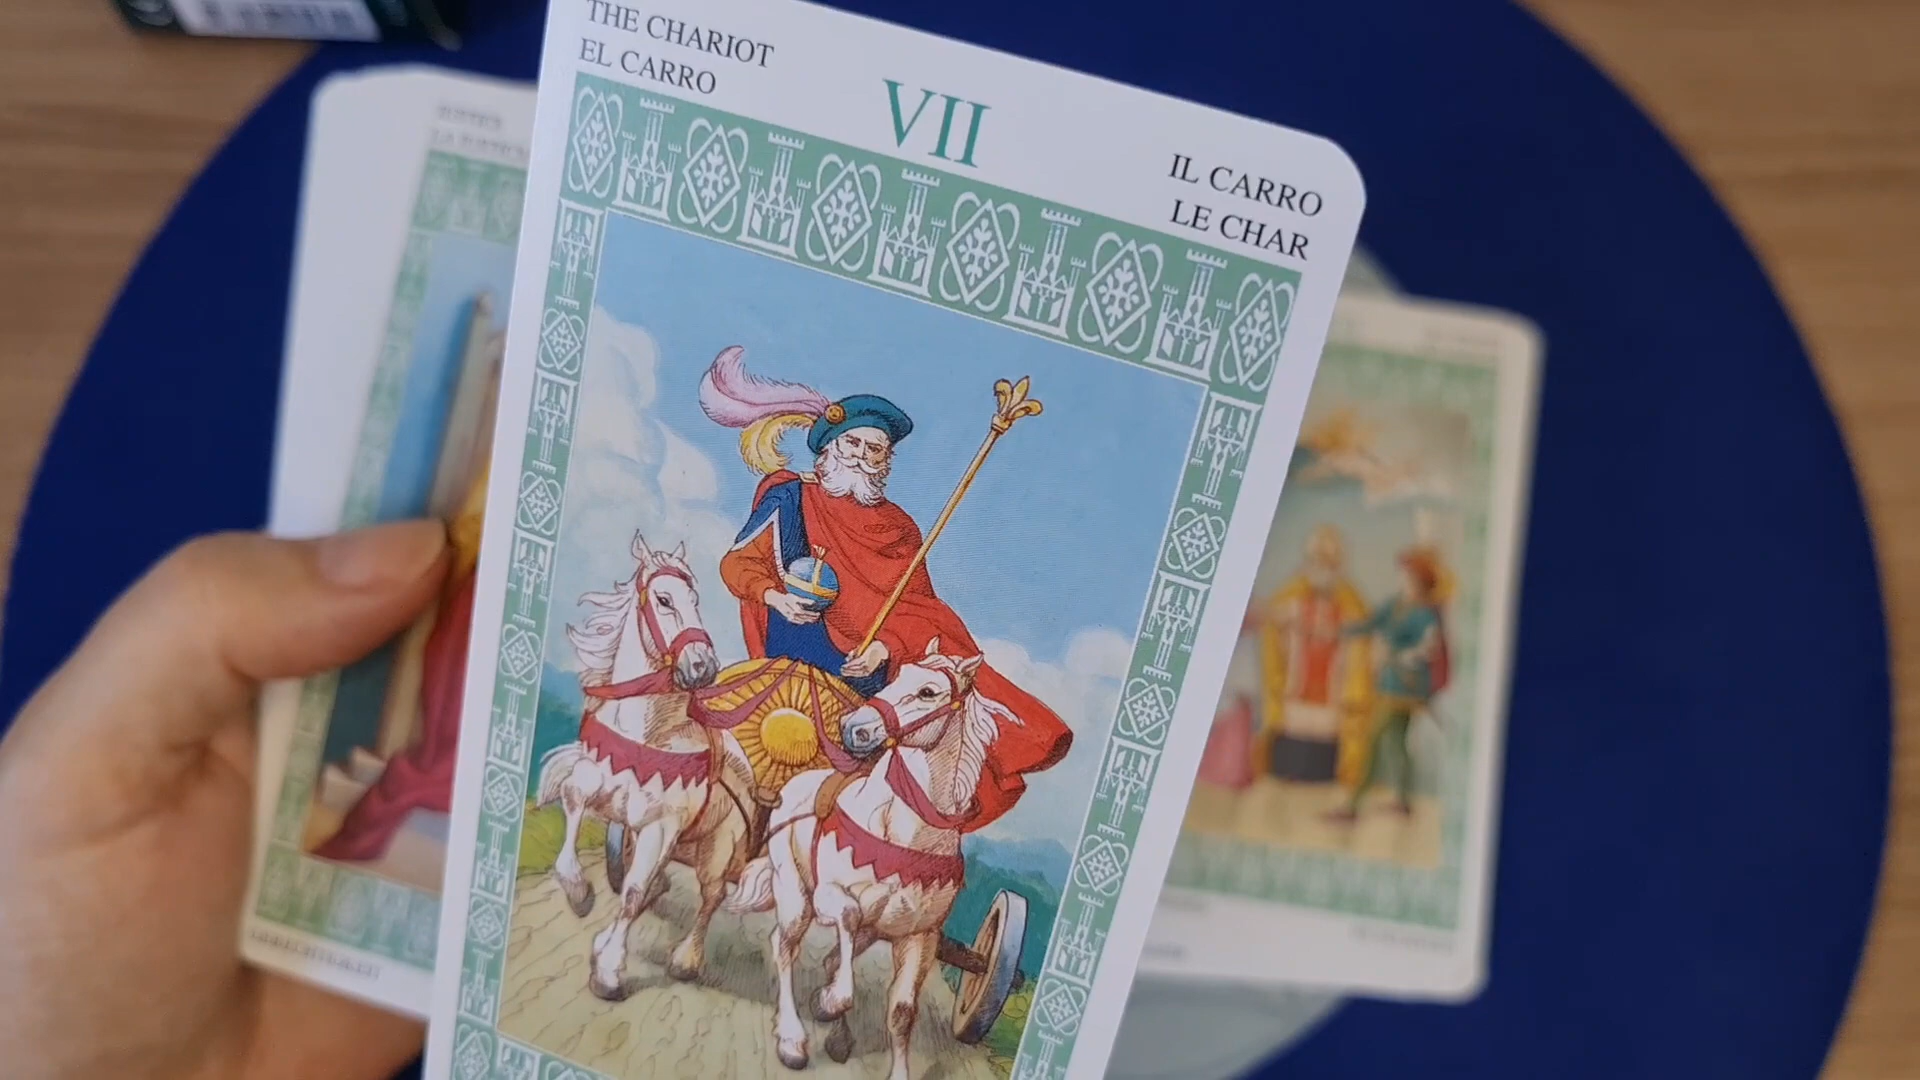 THE CHARIOT
EL CARRO
VII
IL CARRO
LE CHAR